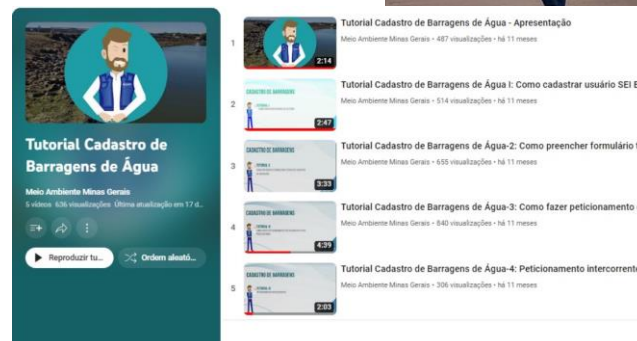 Tutorial Cadastro de
Barragens de Água
Meio Ambiente Minas Gerais
5 vídeos 636 visualizações Última atualização em 17 d...
Reproduzir tu...
Ordem aleató...
1
2:14
Tutorial Cadastro de Barragens de Água - Apresentação
Meio Ambiente Minas Gerais • 487 visualizações • há 11 meses
2
CADASTRO DE BARRAGENS
2:47
Tutorial Cadastro de Barragens de Água I: Como cadastrar usuário SEI E
Meio Ambiente Minas Gerais • 514 visualizações • há 11 meses
3
CADASTRO DE BARRAGENS
3:33
Tutorial Cadastro de Barragens de Água-2: Como preencher formulário
Meio Ambiente Minas Gerais • 655 visualizações • há 11 meses
4
CADASTRO DE BARRAGENS
4:39
Tutorial Cadastro de Barragens de Água-3: Como fazer peticionamento
Meio Ambiente Minas Gerais • 840 visualizações • há 11 meses
5
CADASTRO DE BARRAGENS
2:03
Tutorial Cadastro de Barragens de Água-4: Peticionamento intercorrente
Meio Ambiente Minas Gerais • 306 visualizações • há 11 meses